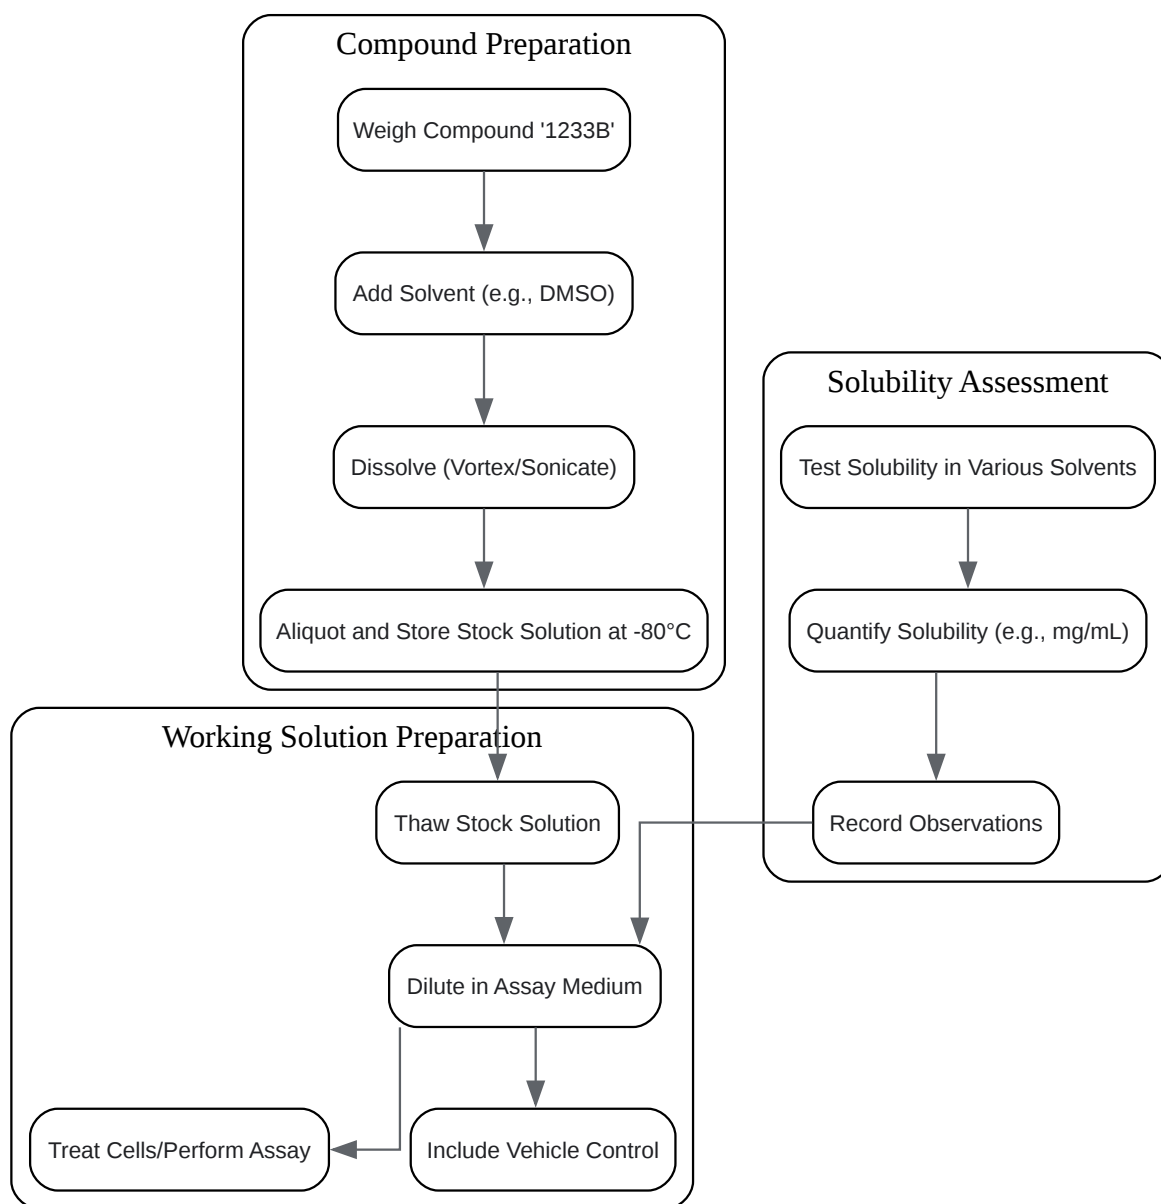 Compound Preparation
Weigh Compound '1233B'
Add Solvent (e.g., DMSO)
Dissolve (Vortex/Sonicate)
Aliquot and Store Stock Solution at -80°C
Solubility Assessment
Test Solubility in Various Solvents
Quantify Solubility (e.g., mg/mL)
Record Observations
Working Solution Preparation
Thaw Stock Solution
Dilute in Assay Medium
Treat Cells/Perform Assay
Include Vehicle Control